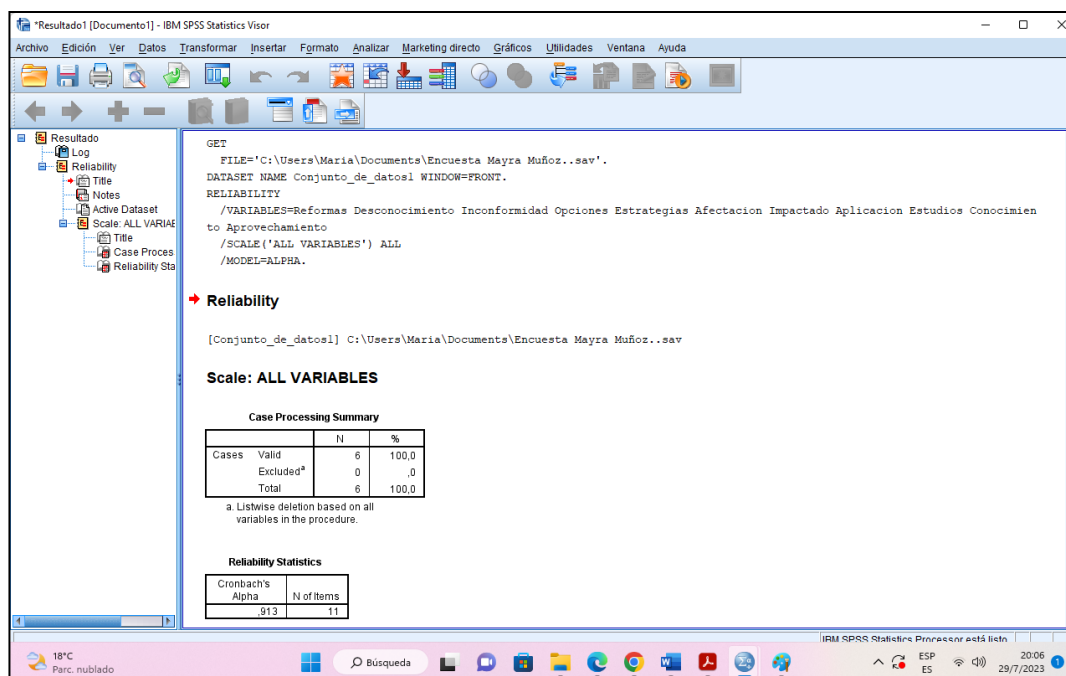 *Resultado1 [Documento1] - IBM SPSS Statistics Visor
Archivo Edición Ver Datos Transformar Insertar Formato Analizar Marketing directo Gráficos Utilidades Ventana Ayuda
Resultado
Log
Reliability
Title
Notes
Active Dataset
Scale: ALL VARIAE
Title
Case Proces
Reliability Sta
GET
FILE='C:\Users\Maria\Documents\Encuesta Mayra Muñoz..sav'.
DATASET NAME Conjunto_de_datos1 WINDOW=FRONT.
RELIABILITY
/VARIABLES=Reformas Desconocimiento Inconformidad Opciones Estrategias Afectacion Impactado Aplicacion Estudios Conocimien
to Aprovechamiento
/SCALE('ALL VARIABLES') ALL
/MODEL=ALPHA.
Reliability
[Conjunto_de_datos1] C:\Users\Maria\Documents\Encuesta Mayra Muñoz..sav
Scale: ALL VARIABLES
Case Processing Summary
N %
Cases Valid 6 100,0
Excludedª 0 ,0
Total 6 100,0
a. Listwise deletion based on all
variables in the procedure.
Reliability Statistics
Cronbach's
Alpha N of Items
,913 11
IBM SPSS Statistics Processor está listo
18°C
Parc. nublado
Búsqueda
ESP
ES
20:06
29/7/2023
1